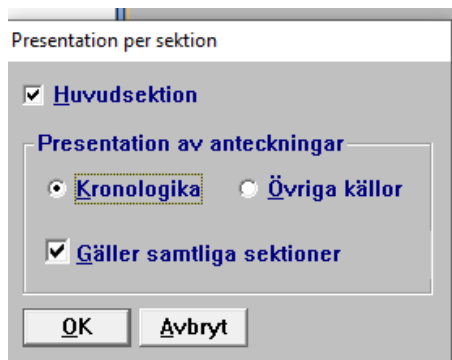 Presentation per sektion
Huvudsektion
Presentation av anteckningar
Kronologika Övriga källor
Gäller samtliga sektioner
OK Avbryt